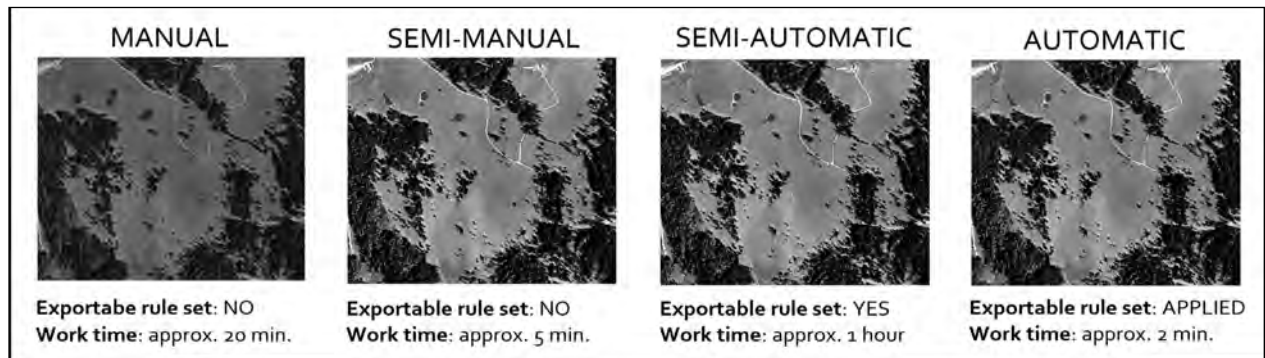 MANUAL
Exportabe rule set: NO
Work time: approx. 20 min.
SEMI-MANUAL
Exportable rule set: NO
Work time: approx. 5 min.
SEMI-AUTOMATIC
Exportable rule set: YES
Work time: approx. 1 hour
AUTOMATIC
Exportable rule set: APPLIED
Work time: approx. 2 min.